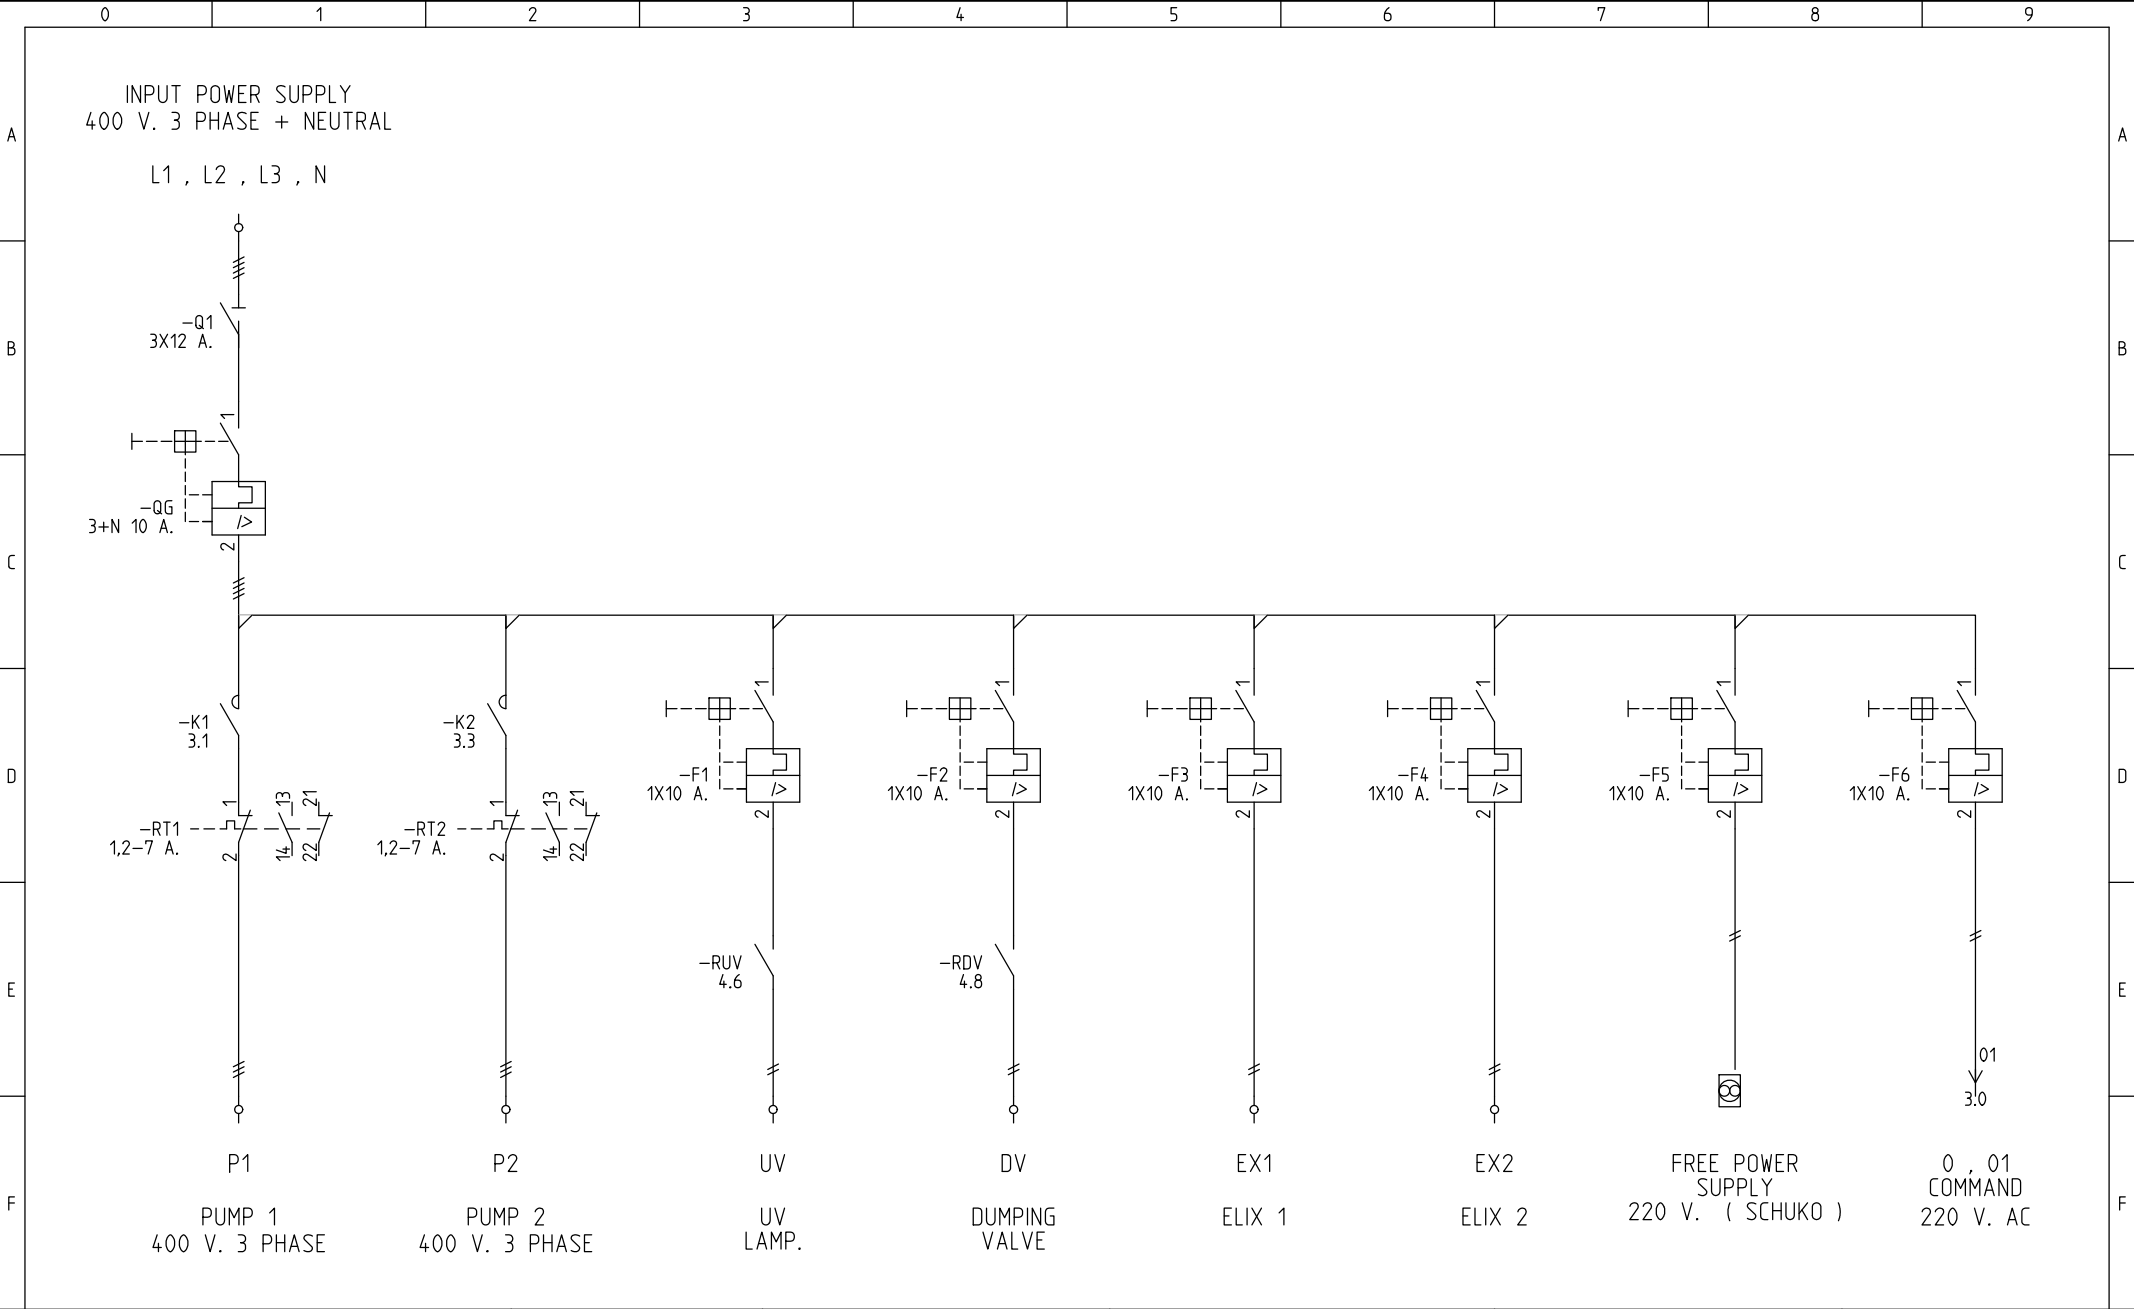 0 1 2 3 4 5 6 7 8 9
INPUT POWER SUPPLY
400 V. 3 PHASE + NEUTRAL
A A
L1 , L2 , L3 , N
-Q1
3X12 A.
B B
1
-QG
3+N 10 A.
/>
2
C C
1 1 1 1 1 1
-K1
3.1
-K2
3.3
D D
-F1
1X10 A.
/>
2
-F2
1X10 A.
/>
2
-F3
1X10 A.
/>
2
-F4
1X10 A.
/>
2
-F5
1X10 A.
/>
2
-F6
1X10 A.
/>
2
1 13 21
-RT1
1,2-7 A.
2 14 22
1 13 21
-RT2
1,2-7 A.
2 14 22
-RUV
4.6
-RDV
4.8
E E
01
3.0
P1
PUMP 1
400 V. 3 PHASE
P2
PUMP 2
400 V. 3 PHASE
UV
UV
LAMP.
DV
DUMPING
VALVE
EX1
ELIX 1
EX2
ELIX 2
FREE POWER
SUPPLY
220 V. ( SCHUKO )
0 , 01
COMMAND
220 V. AC
F F